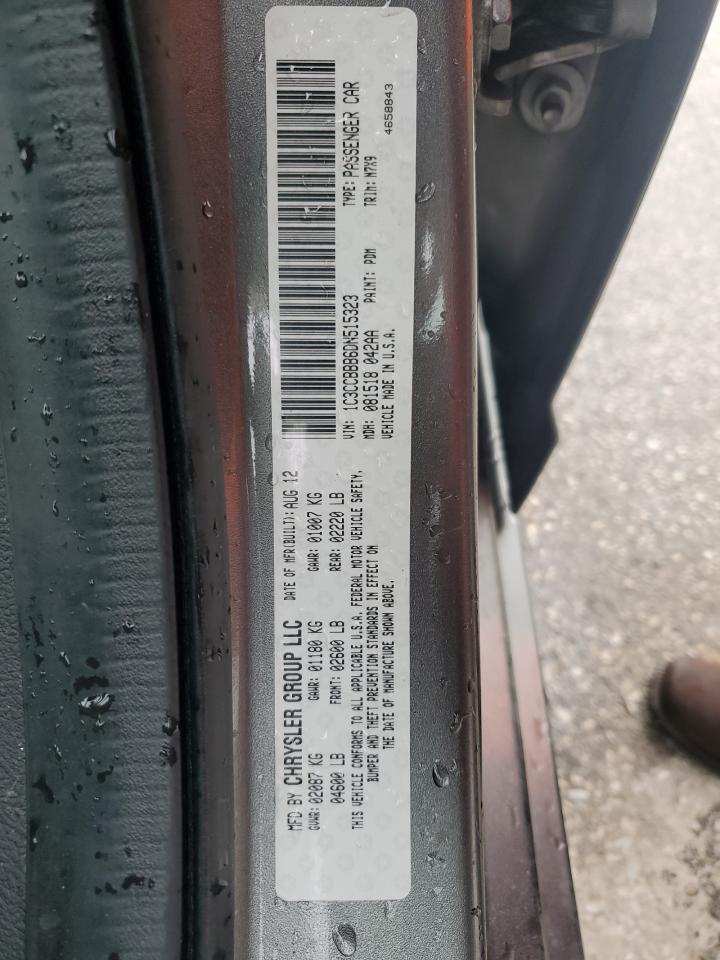 MFD BY CHRYSLER GROUP LLC DATE OF MFR(BUILT): AUG 12
GVWR: 02087 KG GAWR: 01180 KG GAWR: 01007 KG
04600 LB FRONT: 02600 LB REAR: 02220 LB
THIS VEHICLE CONFORMS TO ALL APPLICABLE U.S.A. FEDERAL MOTOR VEHICLE SAFETY,
BUMPER AND THEFT PREVENTION STANDARDS IN EFFECT ON
THE DATE OF MANUFACTURE SHOWN ABOVE.
VIN: 1C3CCBBB6DN515323 TYPE: PASSENGER CAR
MDH: 081518 042AA PAINT: PDM TRIM: M7X9
VEHICLE MADE IN U.S.A. 4658843